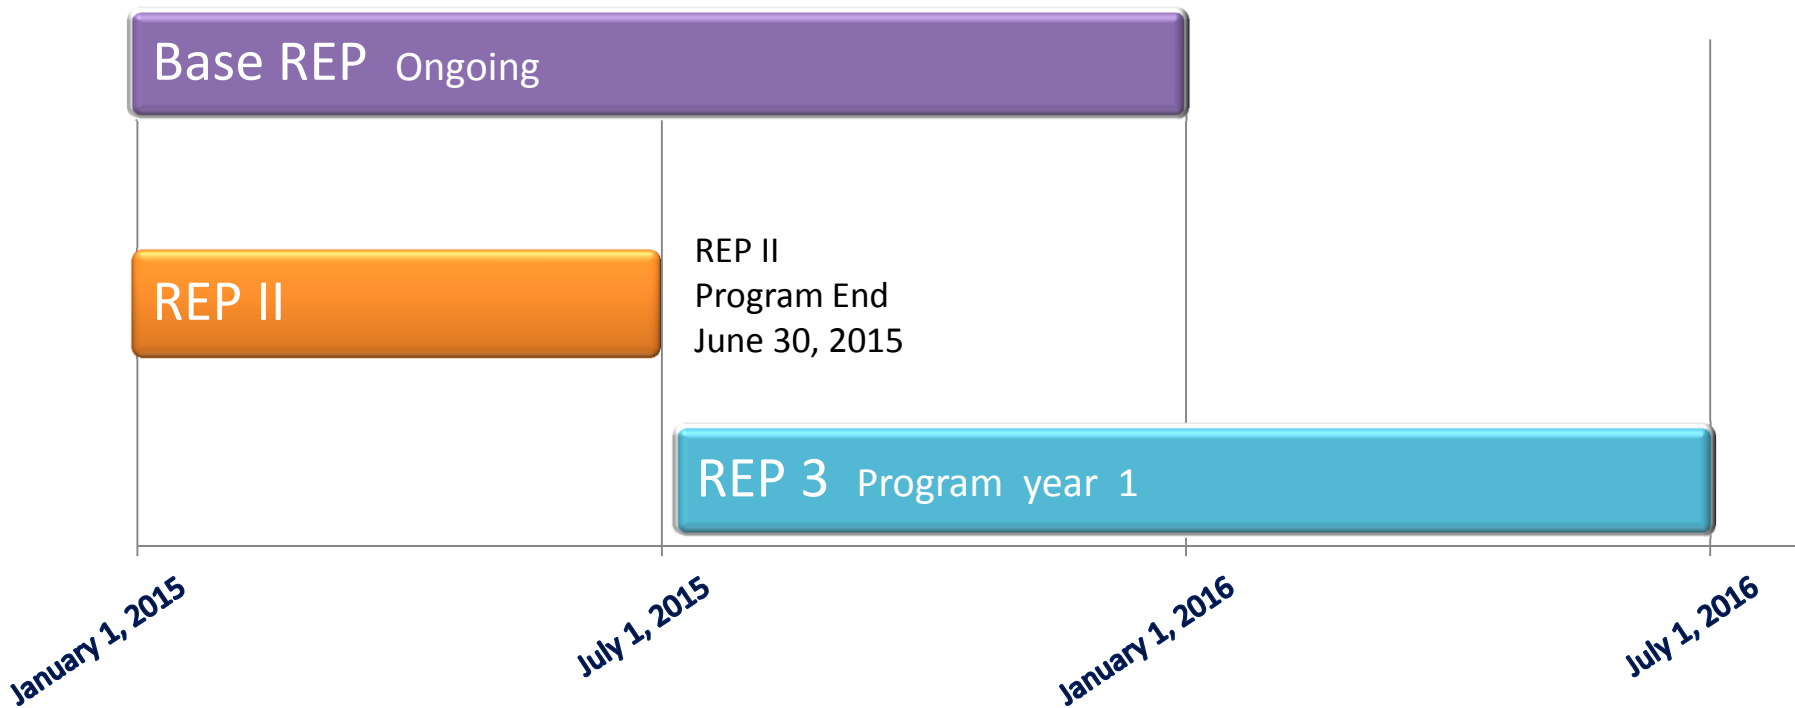 Base REP Ongoing
REP II
REP II
Program End
June 30, 2015
REP 3 Program year 1
January 1, 2015
July 1, 2015
January 1, 2016
July 1, 2016